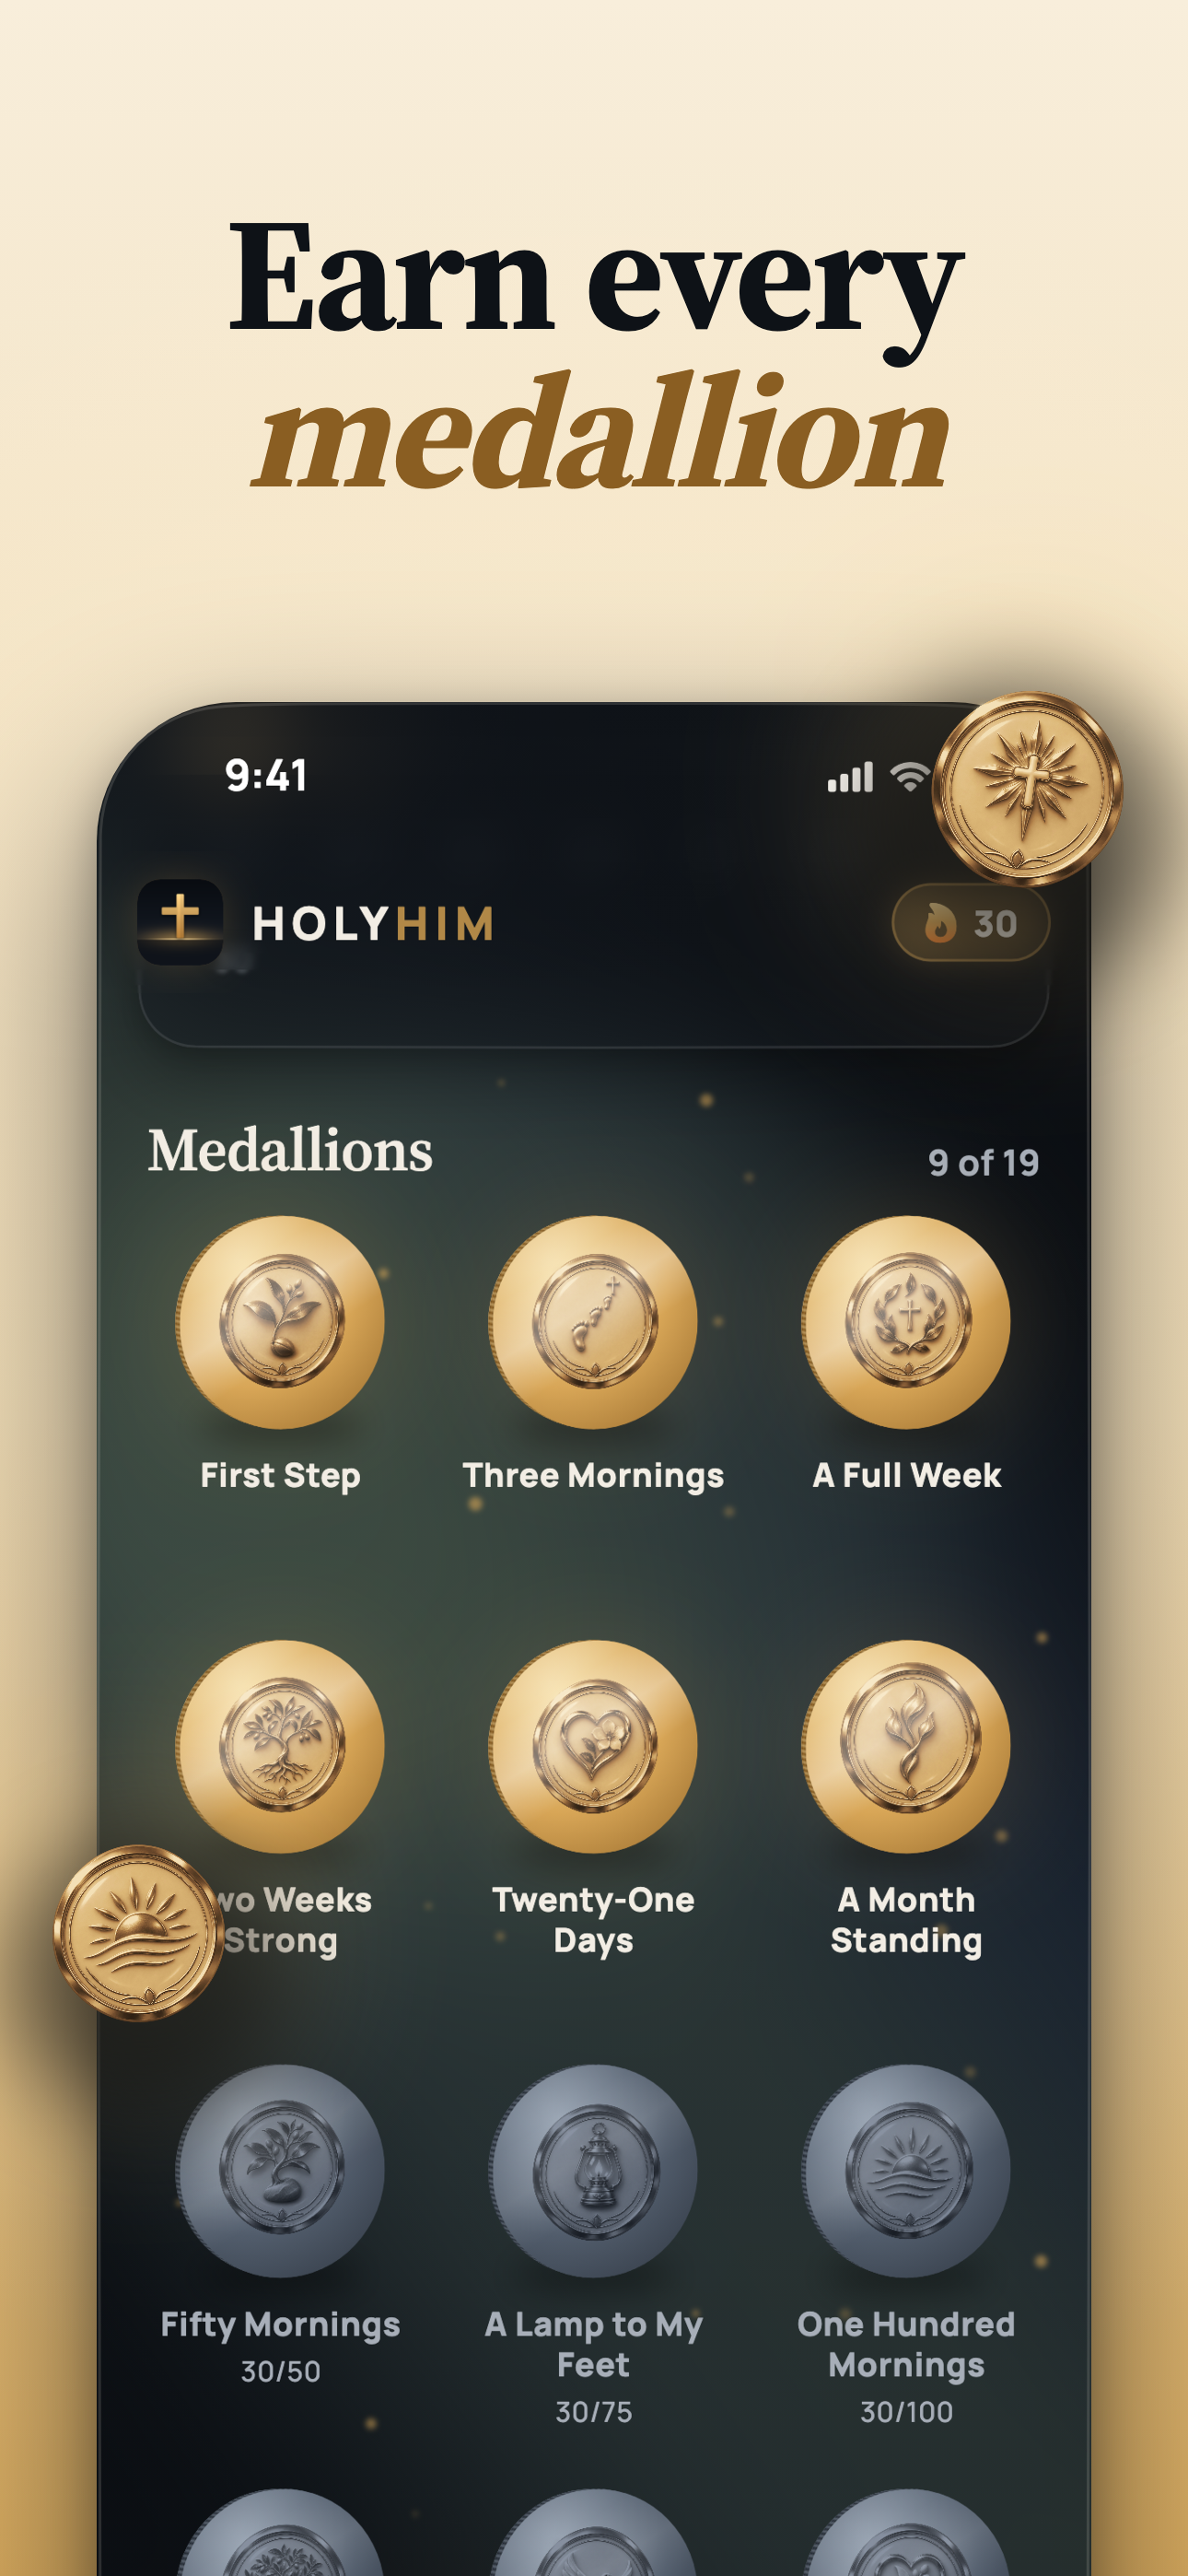 Earn every
medallion
9:41
HOLYHIM
30
Medallions
9 of 19
First Step
Three Mornings
A Full Week
wo Weeks
Strong
Twenty-One
Days
A Month
Standing
Fifty Mornings
30/50
A Lamp to My
Feet
30/75
One Hundred
Mornings
30/100